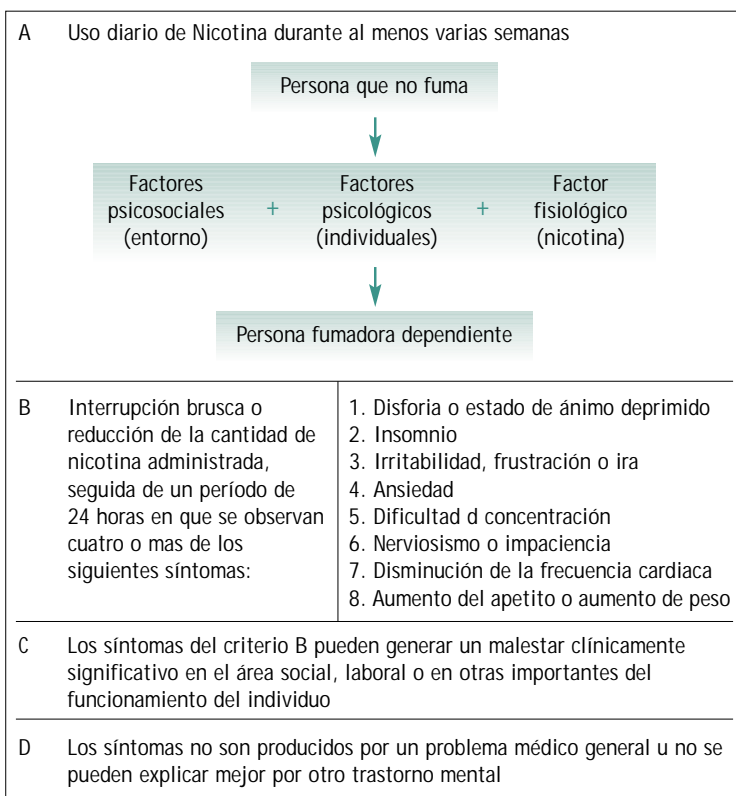 A Uso diario de Nicotina durante al menos varias semanas
Persona que no fuma
Factores psicosociales (entorno)
+
Factores psicológicos (individuales)
+
Factor fisiológico (nicotina)
Persona fumadora dependiente
B Interrupción brusca o
reducción de la cantidad de
nicotina administrada,
seguida de un período de
24 horas en que se observan
cuatro o mas de los
siguientes síntomas:
1. Disforia o estado de ánimo deprimido
2. Insomnio
3. Irritabilidad, frustración o ira
4. Ansiedad
5. Dificultad d concentración
6. Nerviosismo o impaciencia
7. Disminución de la frecuencia cardiaca
8. Aumento del apetito o aumento de peso
C Los síntomas del criterio B pueden generar un malestar clínicamente
significativo en el área social, laboral o en otras importantes del
funcionamiento del individuo
D Los síntomas no son producidos por un problema médico general u no se
pueden explicar mejor por otro trastorno mental